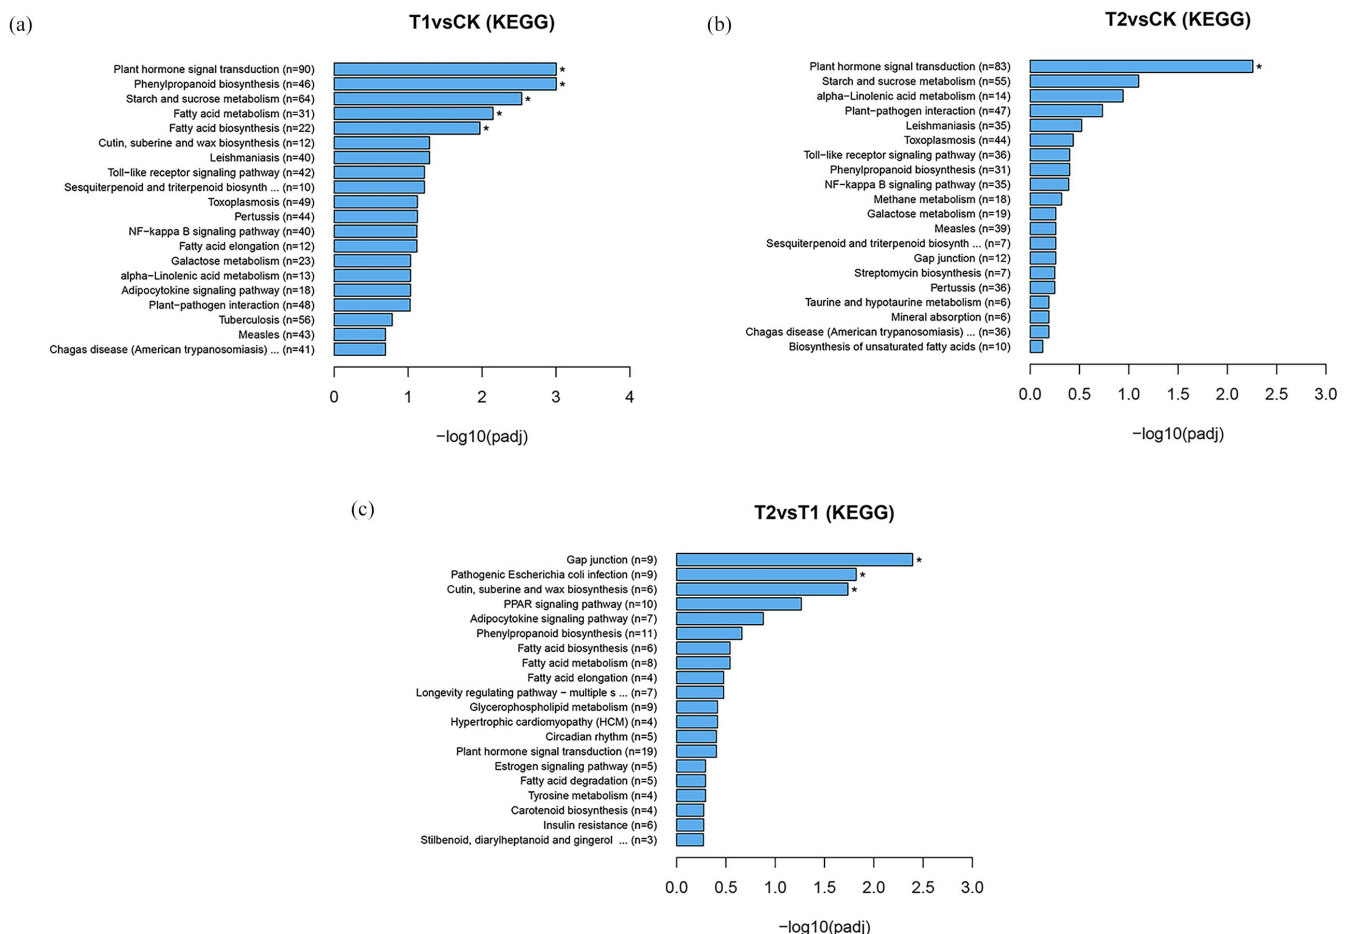 (a)
T1vsCK (KEGG)
Plant hormone signal transduction (n=90)
*
Phenylpropanoid biosynthesis (n=46)
*
Starch and sucrose metabolism (n=64)
*
Fatty acid metabolism (n=31)
*
Fatty acid biosynthesis (n=22)
*
Cutin, suberine and wax biosynthesis (n=12)
Leishmaniasis (n=40)
Toll−like receptor signaling pathway (n=42)
Sesquiterpenoid and triterpenoid biosynth ... (n=10)
Toxoplasmosis (n=49)
Pertussis (n=44)
NF−kappa B signaling pathway (n=40)
Fatty acid elongation (n=12)
Galactose metabolism (n=23)
alpha−Linolenic acid metabolism (n=13)
Adipocytokine signaling pathway (n=18)
Plant−pathogen interaction (n=48)
Tuberculosis (n=56)
Measles (n=43)
Chagas disease (American trypanosomiasis) ... (n=41)
0 1 2 3 4
−log10(padj)
(b)
T2vsCK (KEGG)
Plant hormone signal transduction (n=83)
*
Starch and sucrose metabolism (n=55)
alpha−Linolenic acid metabolism (n=14)
Plant−pathogen interaction (n=47)
Leishmaniasis (n=35)
Toxoplasmosis (n=44)
Toll−like receptor signaling pathway (n=36)
Phenylpropanoid biosynthesis (n=31)
NF−kappa B signaling pathway (n=35)
Methane metabolism (n=18)
Galactose metabolism (n=19)
Measles (n=39)
Sesquiterpenoid and triterpenoid biosynth ... (n=7)
Gap junction (n=12)
Streptomycin biosynthesis (n=7)
Pertussis (n=36)
Taurine and hypotaurine metabolism (n=6)
Mineral absorption (n=6)
Chagas disease (American trypanosomiasis) ... (n=36)
Biosynthesis of unsaturated fatty acids (n=10)
0.0 0.5 1.0 1.5 2.0 2.5 3.0
−log10(padj)
(c)
T2vsT1 (KEGG)
Gap junction (n=9)
*
Pathogenic Escherichia coli infection (n=9)
*
Cutin, suberine and wax biosynthesis (n=6)
*
PPAR signaling pathway (n=10)
Adipocytokine signaling pathway (n=7)
Phenylpropanoid biosynthesis (n=11)
Fatty acid biosynthesis (n=6)
Fatty acid metabolism (n=8)
Fatty acid elongation (n=4)
Longevity regulating pathway − multiple s ... (n=7)
Glycerophospholipid metabolism (n=9)
Hypertrophic cardiomyopathy (HCM) (n=4)
Circadian rhythm (n=5)
Plant hormone signal transduction (n=19)
Estrogen signaling pathway (n=5)
Fatty acid degradation (n=5)
Tyrosine metabolism (n=4)
Carotenoid biosynthesis (n=4)
Insulin resistance (n=6)
Stilbenoid, diarylheptanoid and gingerol ... (n=3)
0.0 0.5 1.0 1.5 2.0 2.5 3.0
−log10(padj)